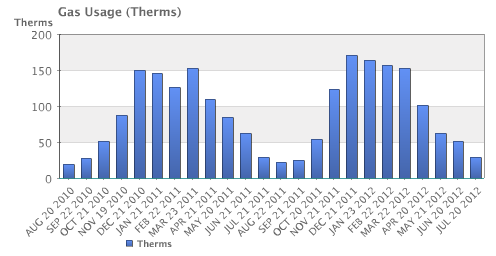 Gas Usage (Therms)
Therms
200
150
100
50
0
AUG 20 2010
SEP 22 2010
OCT 21 2010
NOV 19 2010
DEC 21 2010
JAN 21 2011
FEB 22 2011
MAR 23 2011
APR 21 2011
MAY 20 2011
JUN 21 2011
JUL 21 2011
AUG 22 2011
SEP 21 2011
OCT 20 2011
NOV 21 2011
DEC 21 2011
JAN 23 2012
FEB 22 2012
MAR 22 2012
APR 20 2012
MAY 21 2012
JUN 20 2012
JUL 20 2012
Therms